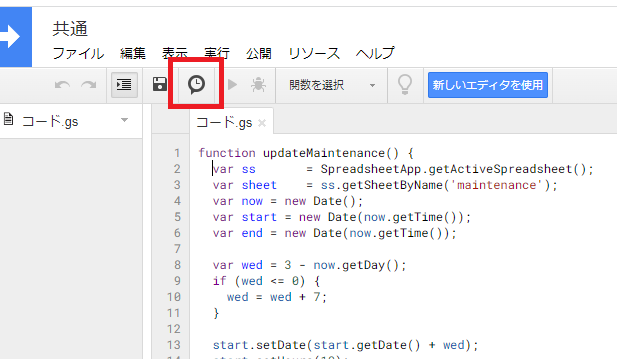 共通
ファイル 編集 表示 実行 公開 リソース ヘルプ
関数を選択 新しいエディタを使用
コード.gs
コード.gs ×
1 function updateMaintenance() {
2 var ss = SpreadsheetApp.getActiveSpreadsheet();
3 var sheet = ss.getSheetByName('maintenance');
4 var now = new Date();
5 var start = new Date(now.getTime());
6 var end = new Date(now.getTime());
7
8 var wed = 3 - now.getDay();
9 if (wed <= 0) {
10 wed = wed + 7;
11 }
12
13 start.setDate(start.getDate() + wed);